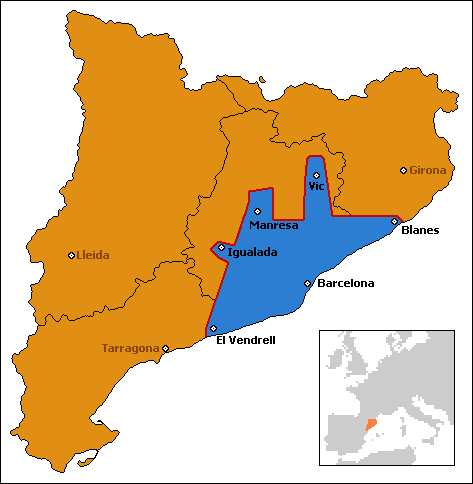 Girona
Vic
Manresa
Blanes
Igualada
Lleida
Barcelona
El Vendrell
Tarragona